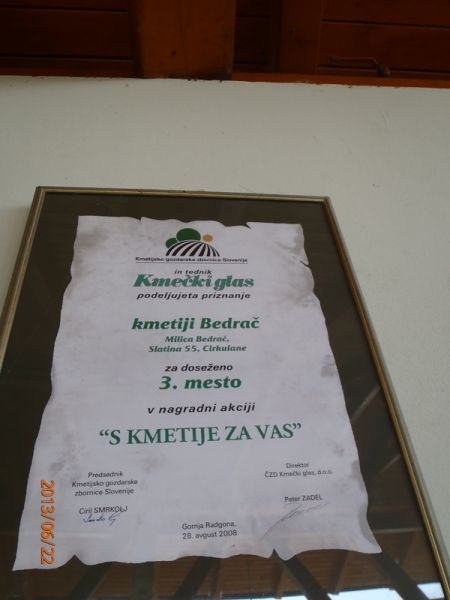 Kmetijsko gozdarska zbornica Slovenije
in tednik
Kmečki glas
podeljujeta priznanje
kmetiji Bedrač
Milica Bedrač,
Slatina 55, Cirkulane
za doseženo
3. mesto
v nagradni akciji
“S KMETIJE ZA VAS”
Predsednik
Kmetijsko gozdarske
zbornice Slovenije
Ciril SMRKOLJ
Direktor
ČZD Kmečki glas, d.o.o.
Peter ZADEL
Gornja Radgona,
28. avgust 2008
2013/06/22